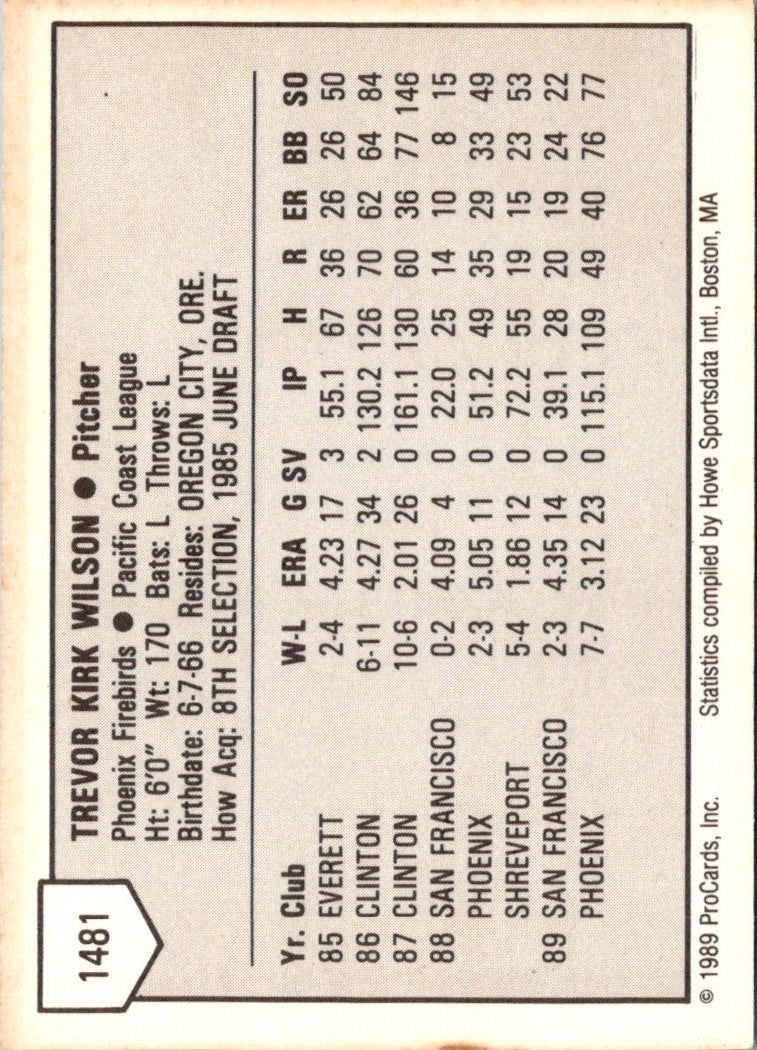 1481
TREVOR KIRK WILSON ● Pitcher
Phoenix Firebirds ● Pacific Coast League
Ht: 6'0" Wt: 170 Bats: L Throws: L
Birthdate: 6-7-66 Resides: OREGON CITY, ORE.
How Acq: 8TH SELECTION, 1985 JUNE DRAFT
Yr. Club W-L ERA G SV IP H R ER BB SO
85 EVERETT 2-4 4.23 17 3 55.1 67 36 26 26 50
86 CLINTON 6-11 4.27 34 2 130.2 126 70 62 64 84
87 CLINTON 10-6 2.01 26 0 161.1 130 60 36 77 146
88 SAN FRANCISCO 0-2 4.09 4 0 22.0 25 14 10 8 15
PHOENIX 2-3 5.05 11 0 51.2 49 35 29 33 49
SHREVEPORT 5-4 1.86 12 0 72.2 55 19 15 23 53
89 SAN FRANCISCO 2-3 4.35 14 0 39.1 28 20 19 24 22
PHOENIX 7-7 3.12 23 0 115.1 109 49 40 76 77
© 1989 ProCards, Inc. Statistics compiled by Howe Sportsdata Intl., Boston, MA